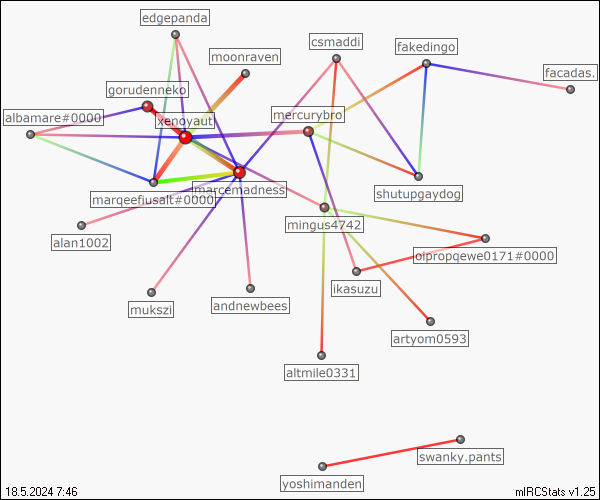 edgepanda
csmaddi
fakedingo
moonraven
facadas.
gorudenneko
albamare#0000
xenoyaut
mercurybro
marcemadness
shutupgaydog
marqeefiusalt#0000
mingus4742
alan1002
oipropqewe0171#0000
ikasuzu
mukszi
andnewbees
artyom0593
altmile0331
swanky.pants
yoshimanden
18.5.2024 7:46
mIRCStats v1.25